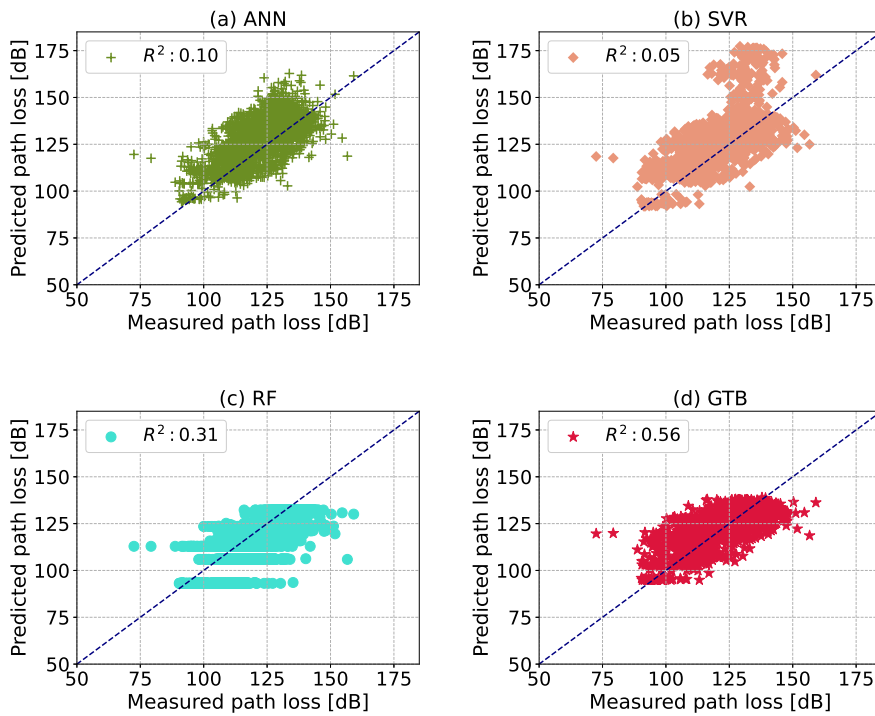 (a) ANN
Predicted path loss [dB]
175
150
125
100
75
50
R² : 0.10
50 75 100 125 150 175
Measured path loss [dB]
(b) SVR
Predicted path loss [dB]
175
150
125
100
75
50
R² : 0.05
50 75 100 125 150 175
Measured path loss [dB]
(c) RF
Predicted path loss [dB]
175
150
125
100
75
50
R² : 0.31
50 75 100 125 150 175
Measured path loss [dB]
(d) GTB
Predicted path loss [dB]
175
150
125
100
75
50
R² : 0.56
50 75 100 125 150 175
Measured path loss [dB]